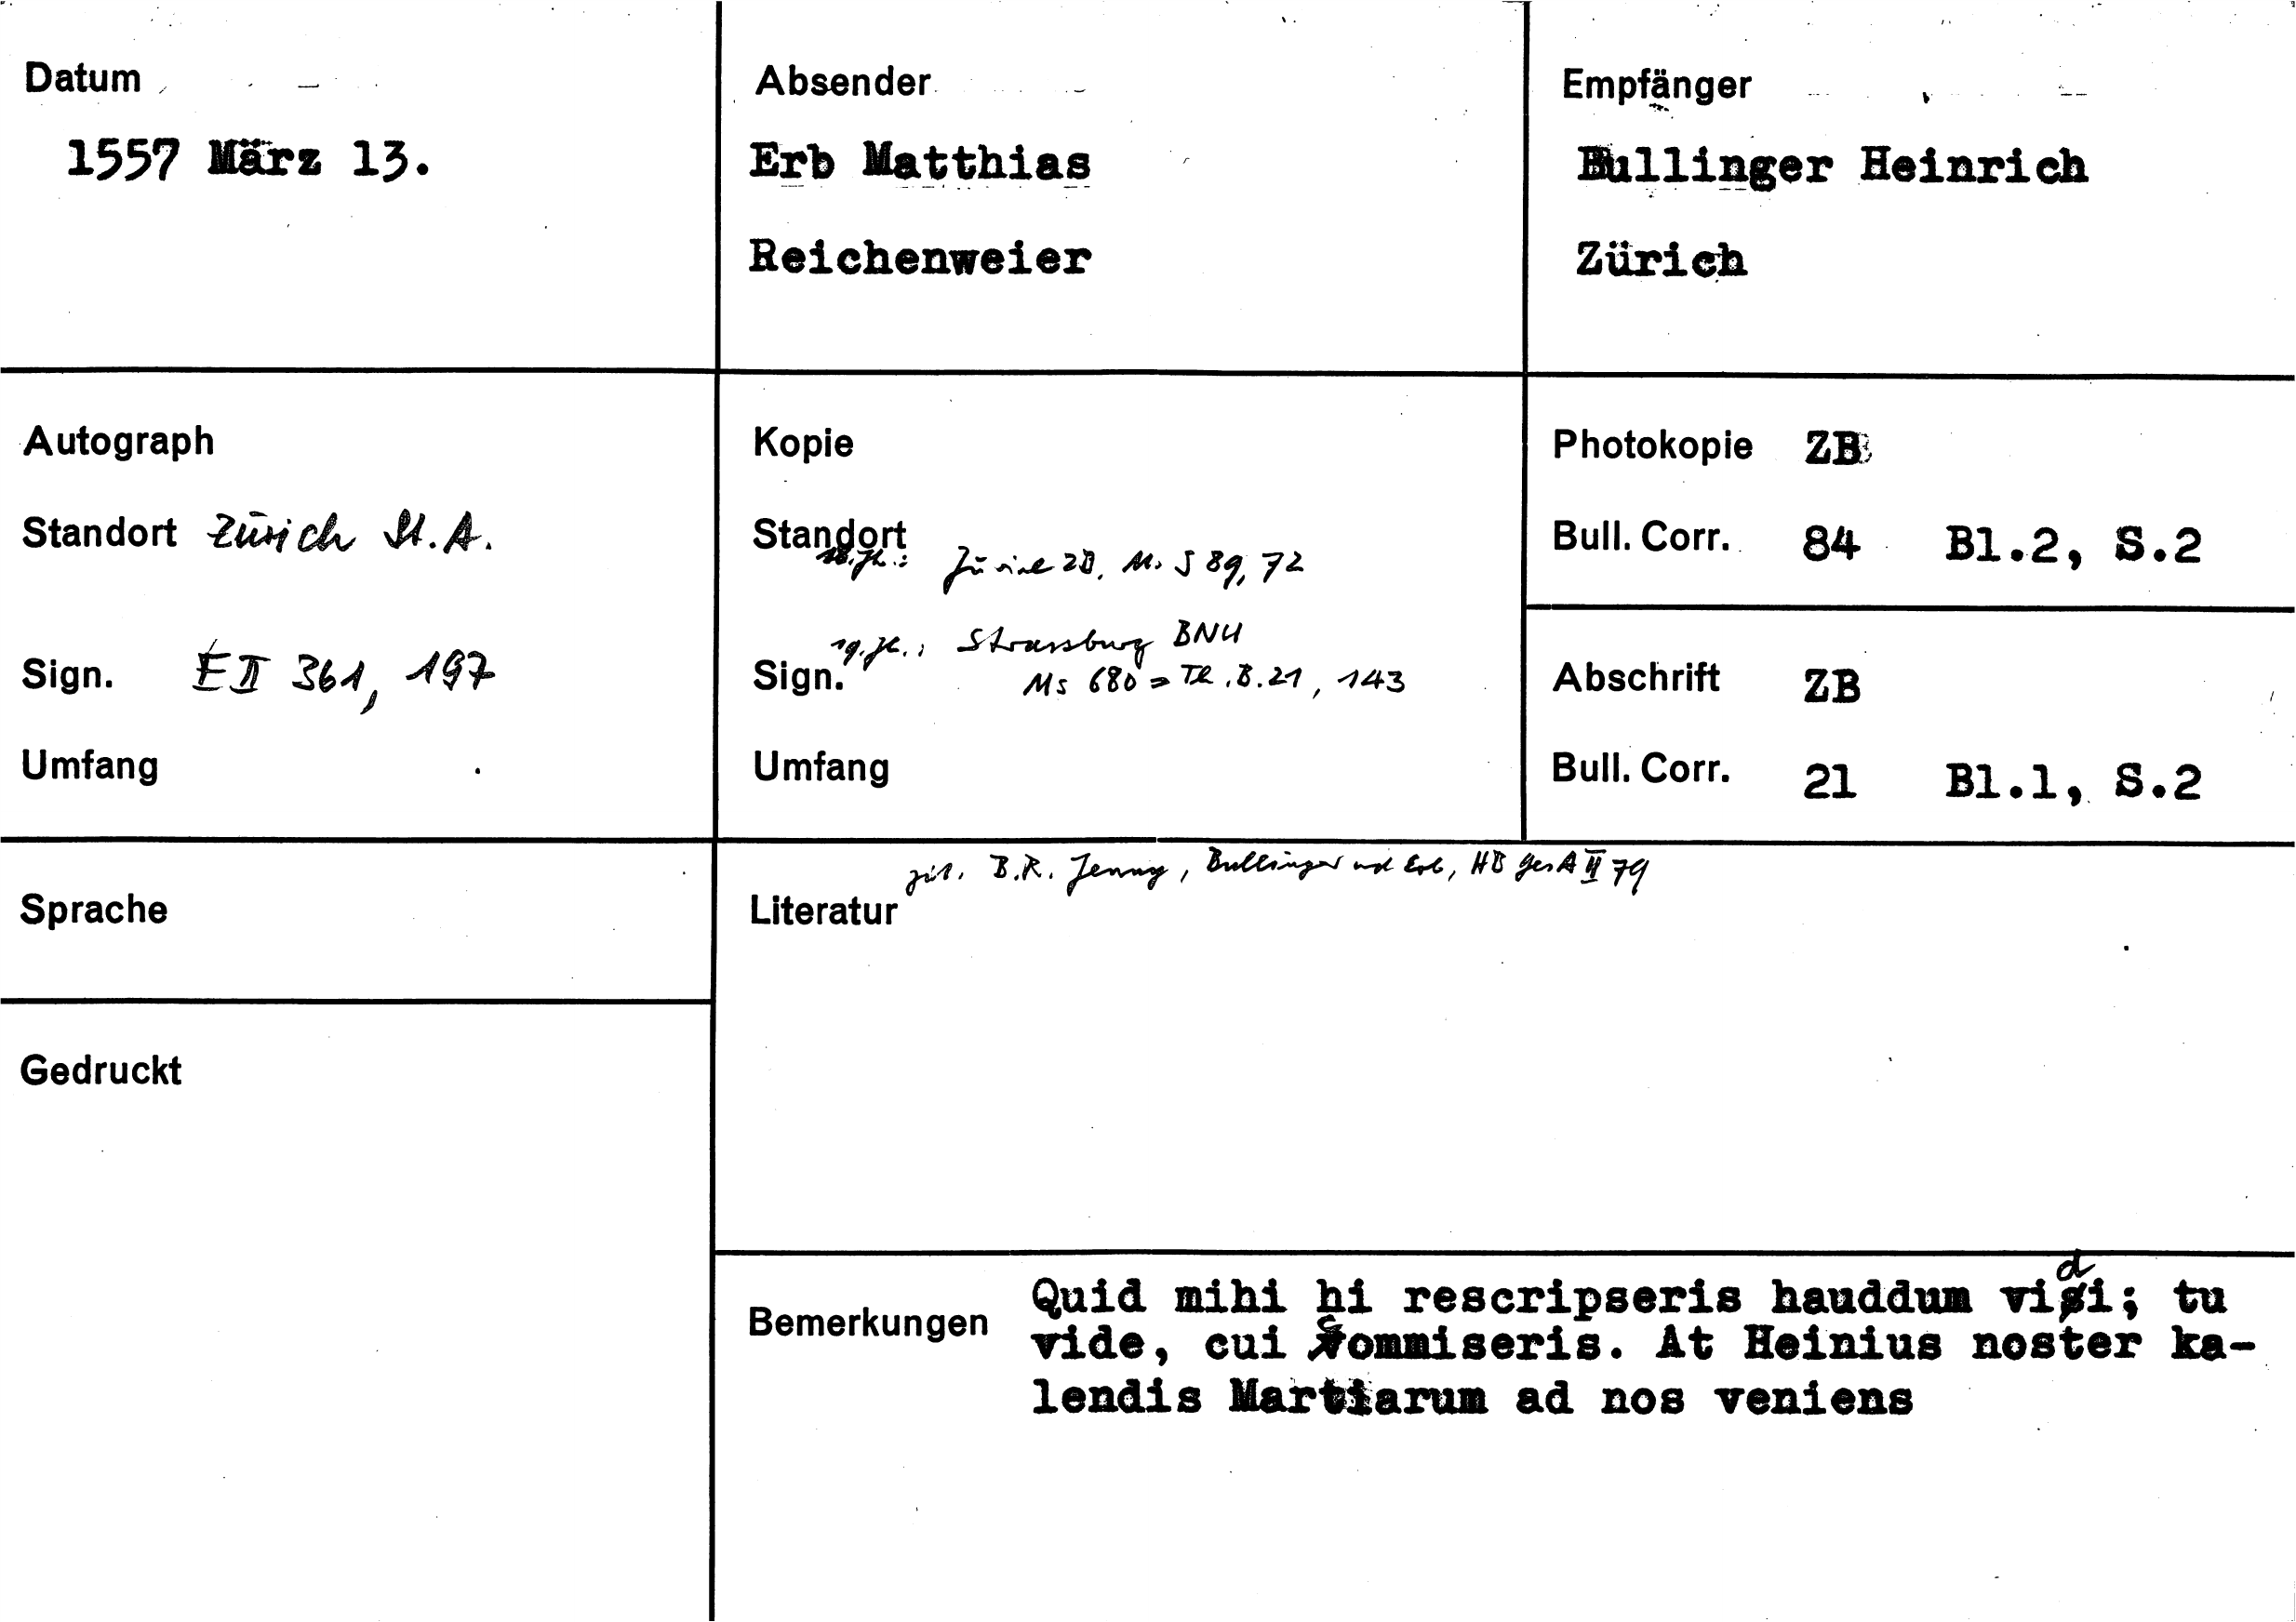 Datum
1557 März 13.
Absender
Erb Matthias
Reichenweier
Empfänger
Bullinger Heinrich
Zürich
Autograph
Standort Zürich St.A.
Sign. E II 361, 197
Umfang
Kopie
Standort
18.Jh.: Zürich ZB, Ms S 89, 72
19.Jh.: Strassburg BNU
Sign. Ms 680 = Th.B.21, 143
Umfang
Photokopie ZB
Bull. Corr. 84 Bl.2, S.2
Abschrift ZB
Bull. Corr. 21 Bl.1, S.2
Sprache
Gedruckt
zit. B.R. Jenny, Bullinger und Erb, HB GesA II 79
Literatur
Bemerkungen
Quid mihi hi rescripseris hauddum vidi; tu
vide, cui commiseris. At Heinius noster ka-
lendis Martiarum ad nos veniens